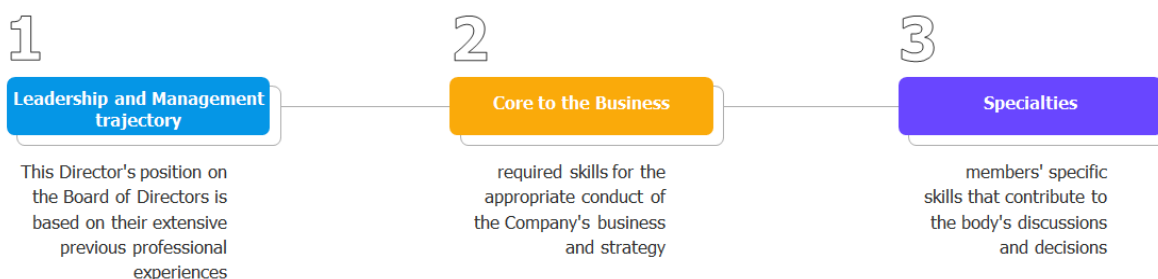 1
Leadership and Management
trajectory
This Director's position on
the Board of Directors is
based on their extensive
previous professional
experiences
2
Core to the Business
required skills for the
appropriate conduct of
the Company's business
and strategy
3
Specialties
members' specific
skills that contribute to
the body's discussions
and decisions